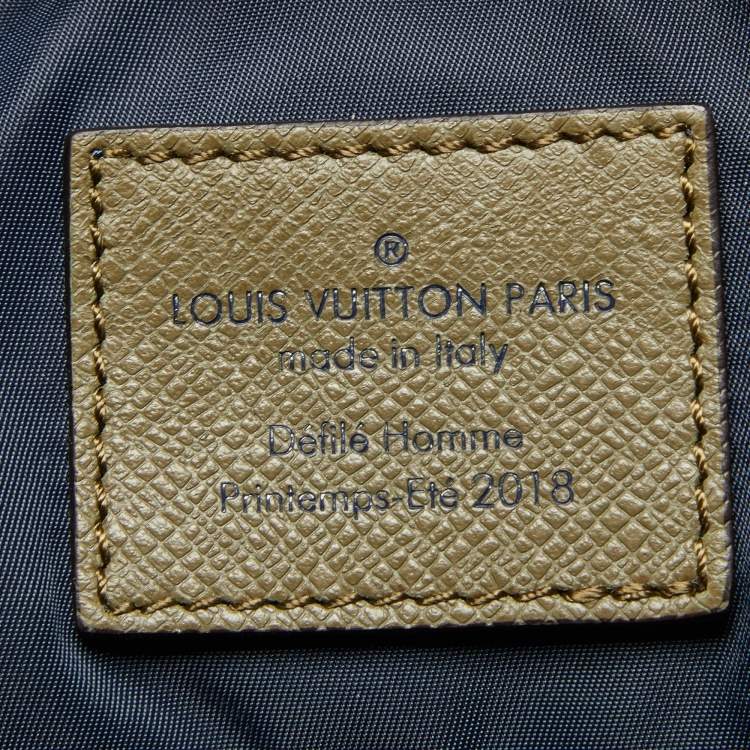 ®
LOUIS VUITTON PARIS
made in Italy
Défilé Homme
Printemps-Eté 2018